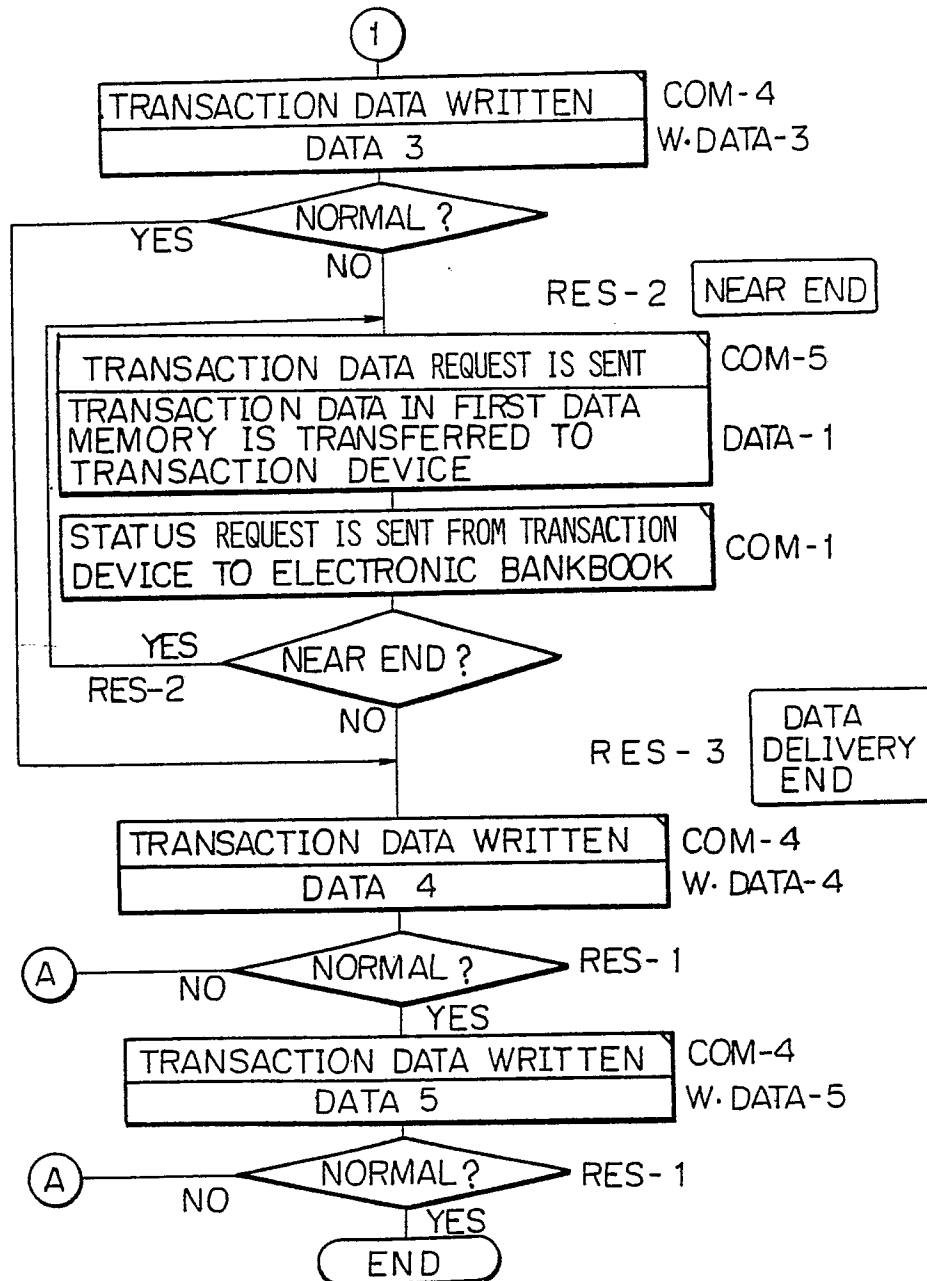 1
TRANSACTION DATA WRITTEN COM-4
DATA 3 W·DATA-3
NORMAL?
YES
NO
RES-2 NEAR END
TRANSACTION DATA REQUEST IS SENT COM-5
TRANSACTION DATA IN FIRST DATA
MEMORY IS TRANSFERRED TO DATA-1
TRANSACTION DEVICE
STATUS REQUEST IS SENT FROM TRANSACTION
DEVICE TO ELECTRONIC BANKBOOK COM-1
YES NEAR END?
RES-2
NO
RES-3 DATA
DELIVERY
END
TRANSACTION DATA WRITTEN COM-4
DATA 4 W·DATA-4
A NO NORMAL? RES-1
YES
TRANSACTION DATA WRITTEN COM-4
DATA 5 W·DATA-5
A NO NORMAL? RES-1
YES
END